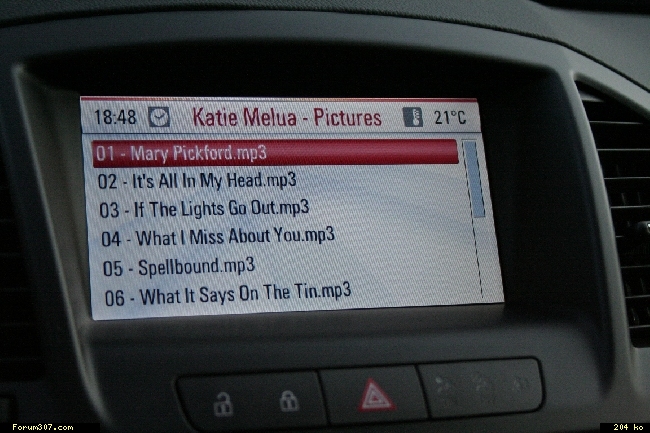 18:48 Katie Melua - Pictures 21°C
01 - Mary Pickford.mp3
02 - It's All In My Head.mp3
03 - If The Lights Go Out.mp3
04 - What I Miss About You.mp3
05 - Spellbound.mp3
06 - What It Says On The Tin.mp3
Forum307.com 204 ko